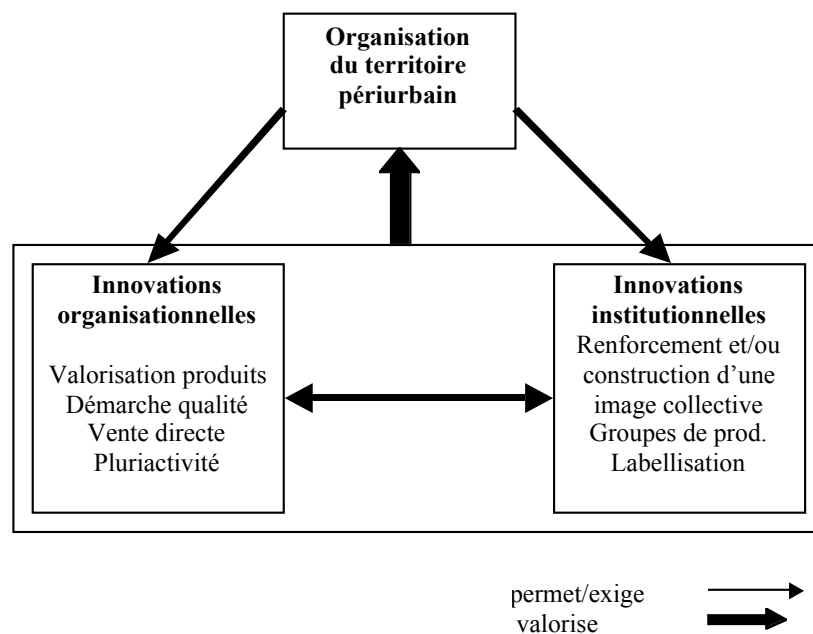 Organisation
du territoire
périurbain
Innovations
organisationnelles
Valorisation produits
Démarche qualité
Vente directe
Pluriactivité
Innovations
institutionnelles
Renforcement et/ou
construction d’une
image collective
Groupes de prod.
Labellisation
permet/exige
valorise